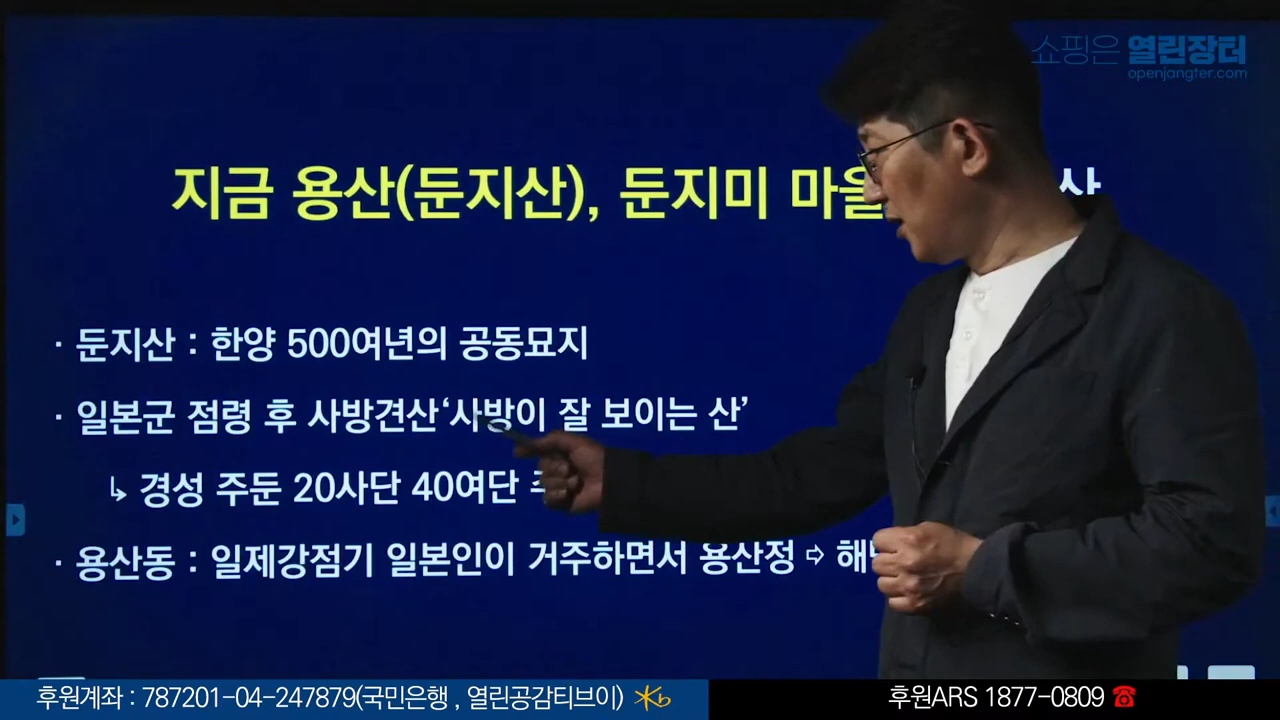 쇼핑은 열린장터
openjangter.com
지금 용산(둔지산), 둔지미 마을
· 둔지산 : 한양 500여년의 공동묘지
· 일본군 점령 후 사방견산‘사방이 잘 보이는 산’
↳ 경성 주둔 20사단 40여단
· 용산동 : 일제강점기 일본인이 거주하면서 용산정 ⇨
후원계좌 : 787201-04-247879(국민은행 , 열린공감티브이)
후원ARS 1877-0809